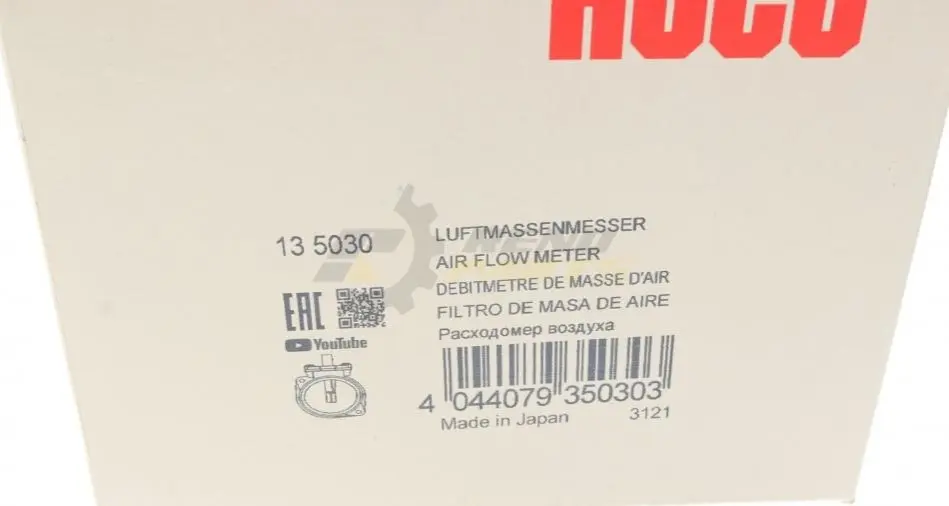 HÜCO
13 5030
LUFTMASSENMESSER
AIR FLOW METER
DEBITMETRE DE MASSE D'AIR
FILTRO DE MASA DE AIRE
Расходомер воздуха
EAC
YouTube
4 044079 350303
Made in Japan
3121